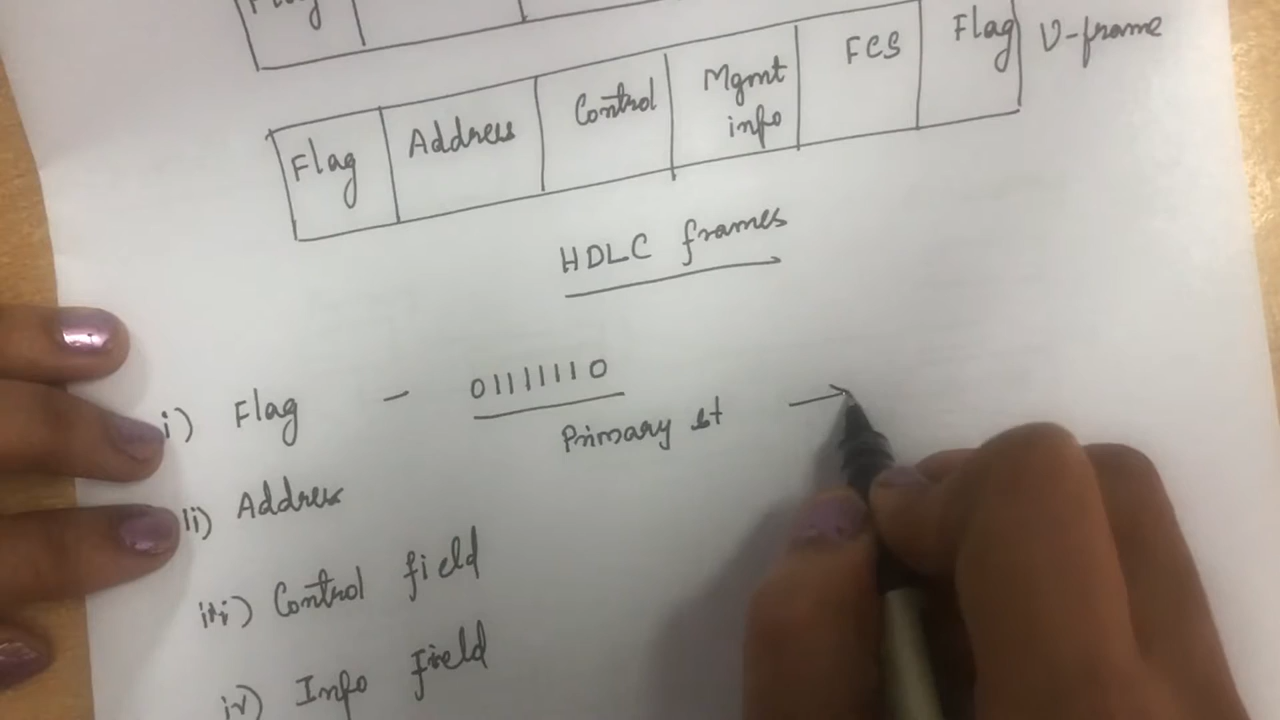 Flag
Flag Address Control Mgmt info FCS Flag U-frame
HDLC frames
i) Flag - 01111110
Primary st →
ii) Address
iii) Control field
iv) Info field